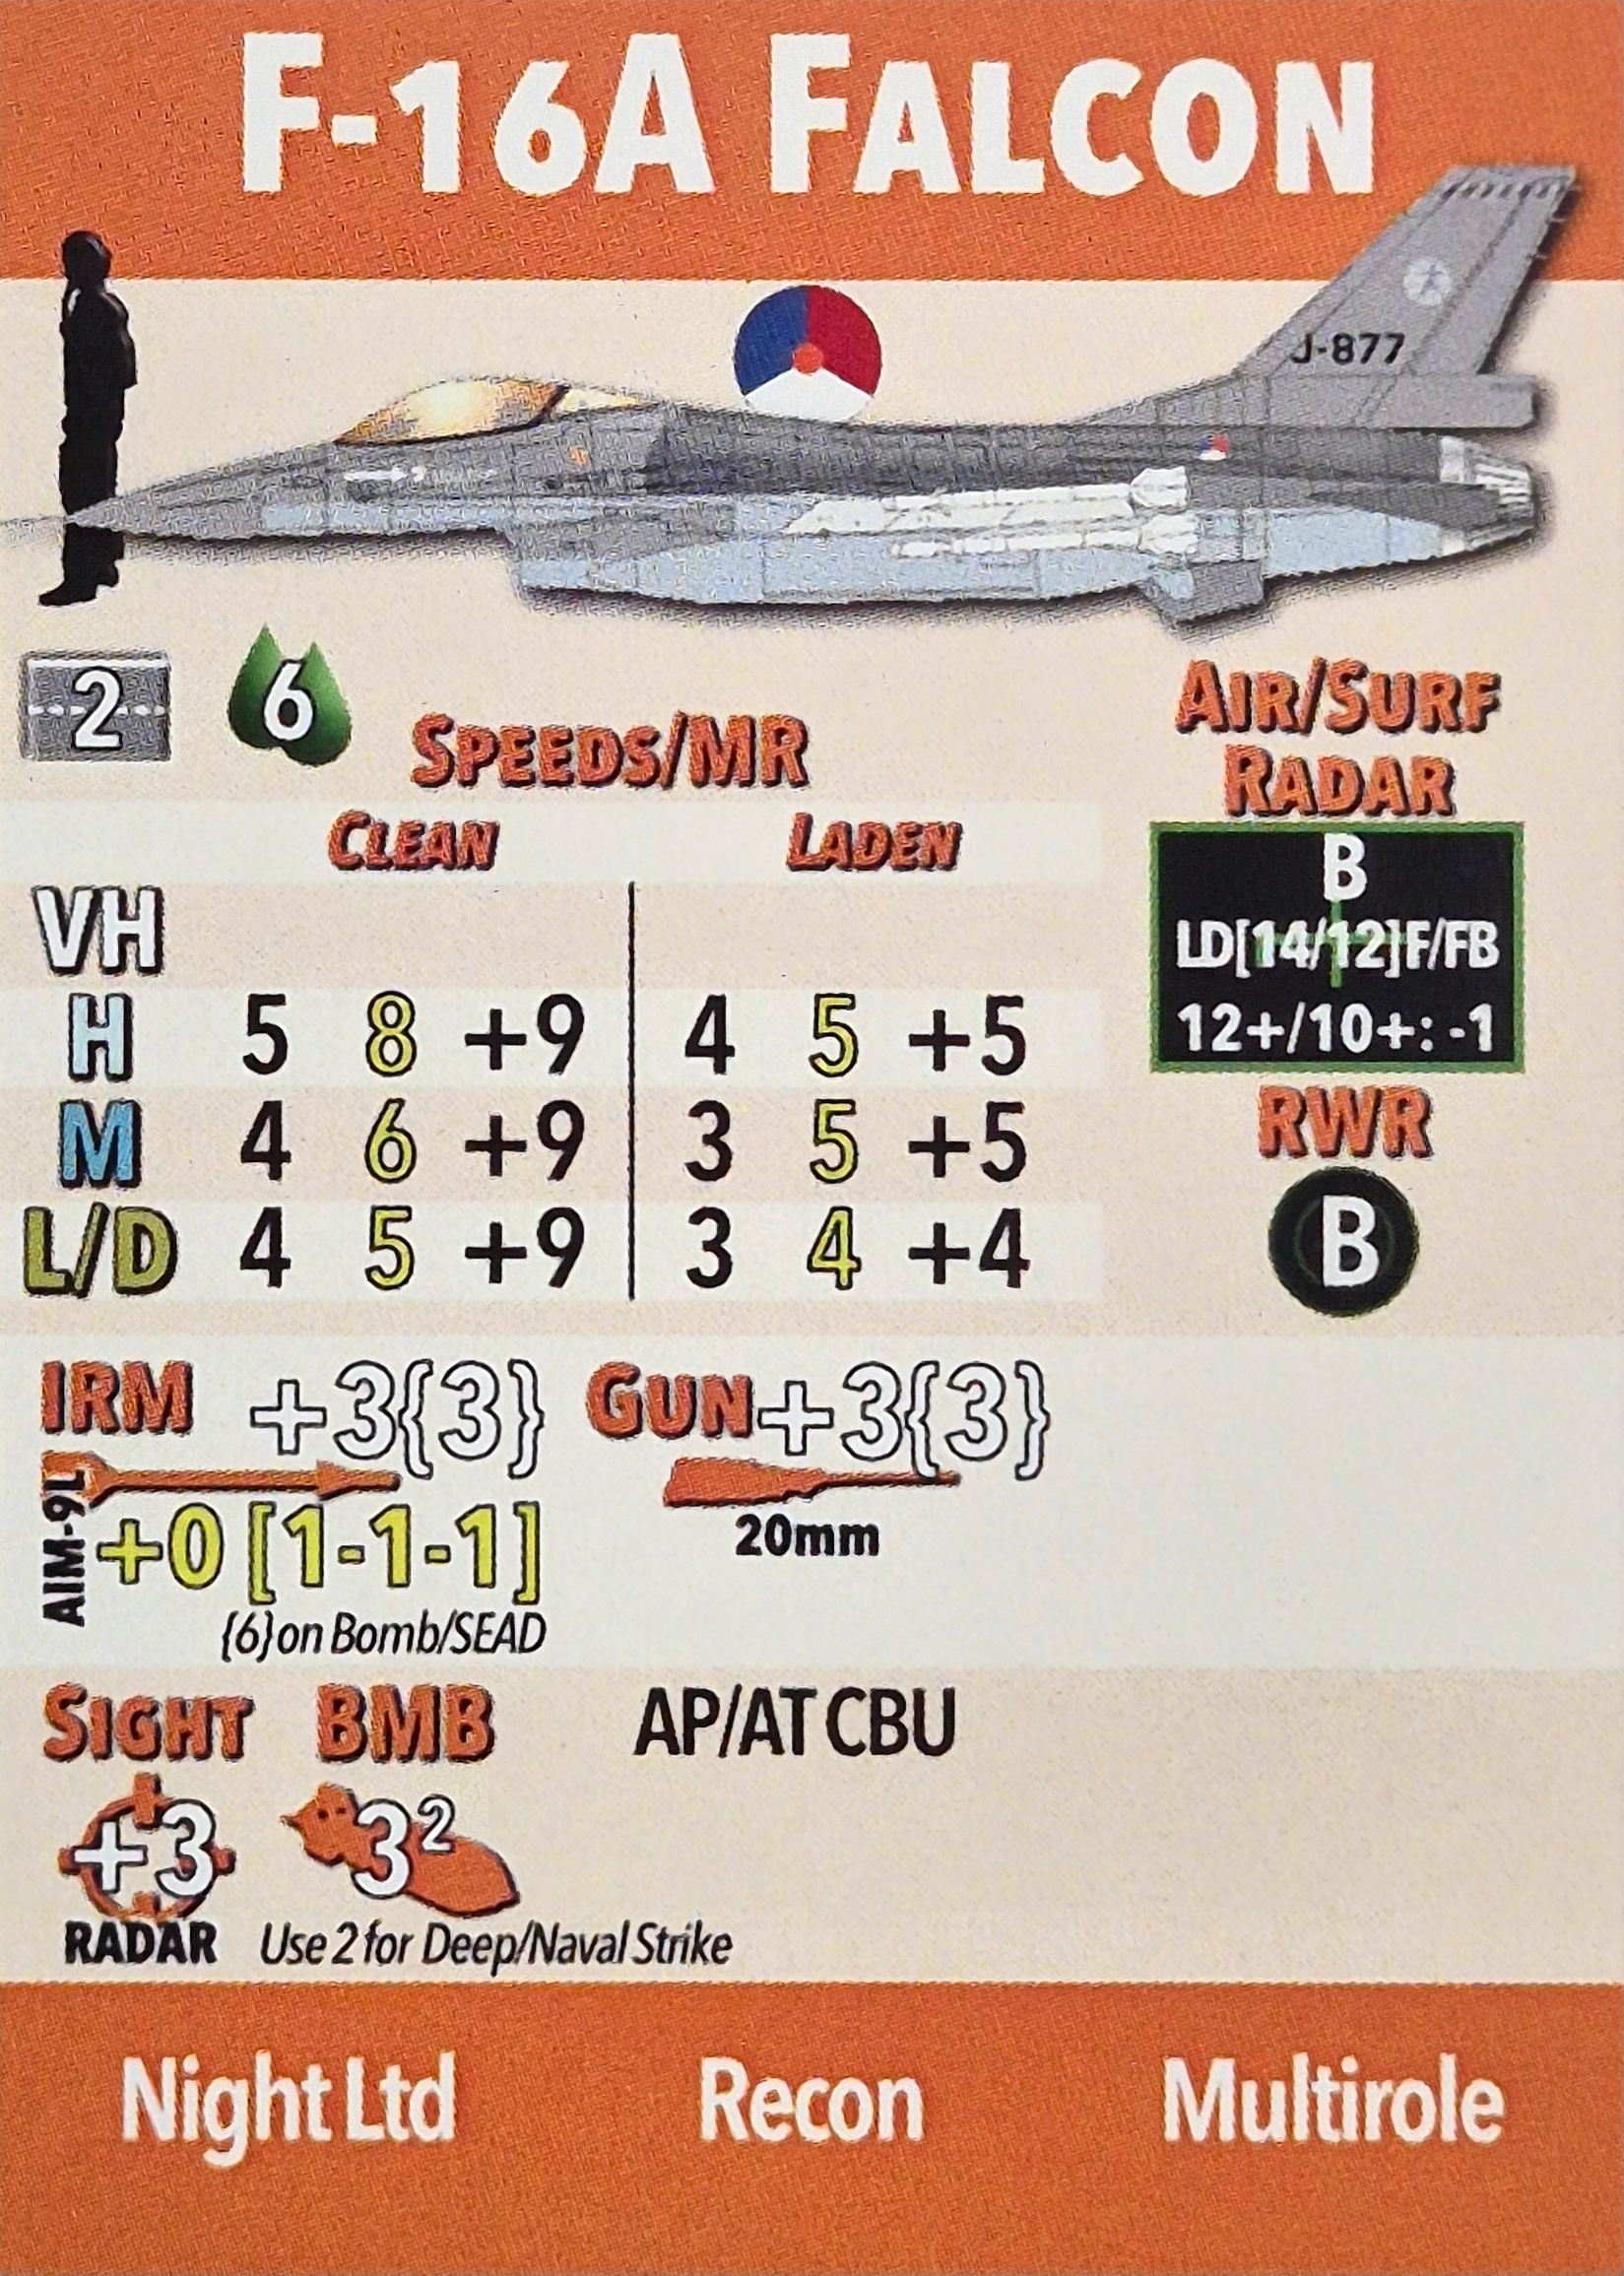 F-16A FALCON
J-877
2 6
SPEEDS/MR
AIR/SURF
RADAR
CLEAN LADEN
B
LD[14/12]F/FB
12+/10+: -1
VH
H 5 8 +9 4 5 +5
M 4 6 +9 3 5 +5
L/D 4 5 +9 3 4 +4
RWR
B
IRM +3{3} GUN +3{3}
AIM-9L
+0 [1-1-1]
20mm
{6}on Bomb/SEAD
SIGHT BMB AP/AT CBU
+3 3²
RADAR Use 2 for Deep/Naval Strike
Night Ltd Recon Multirole